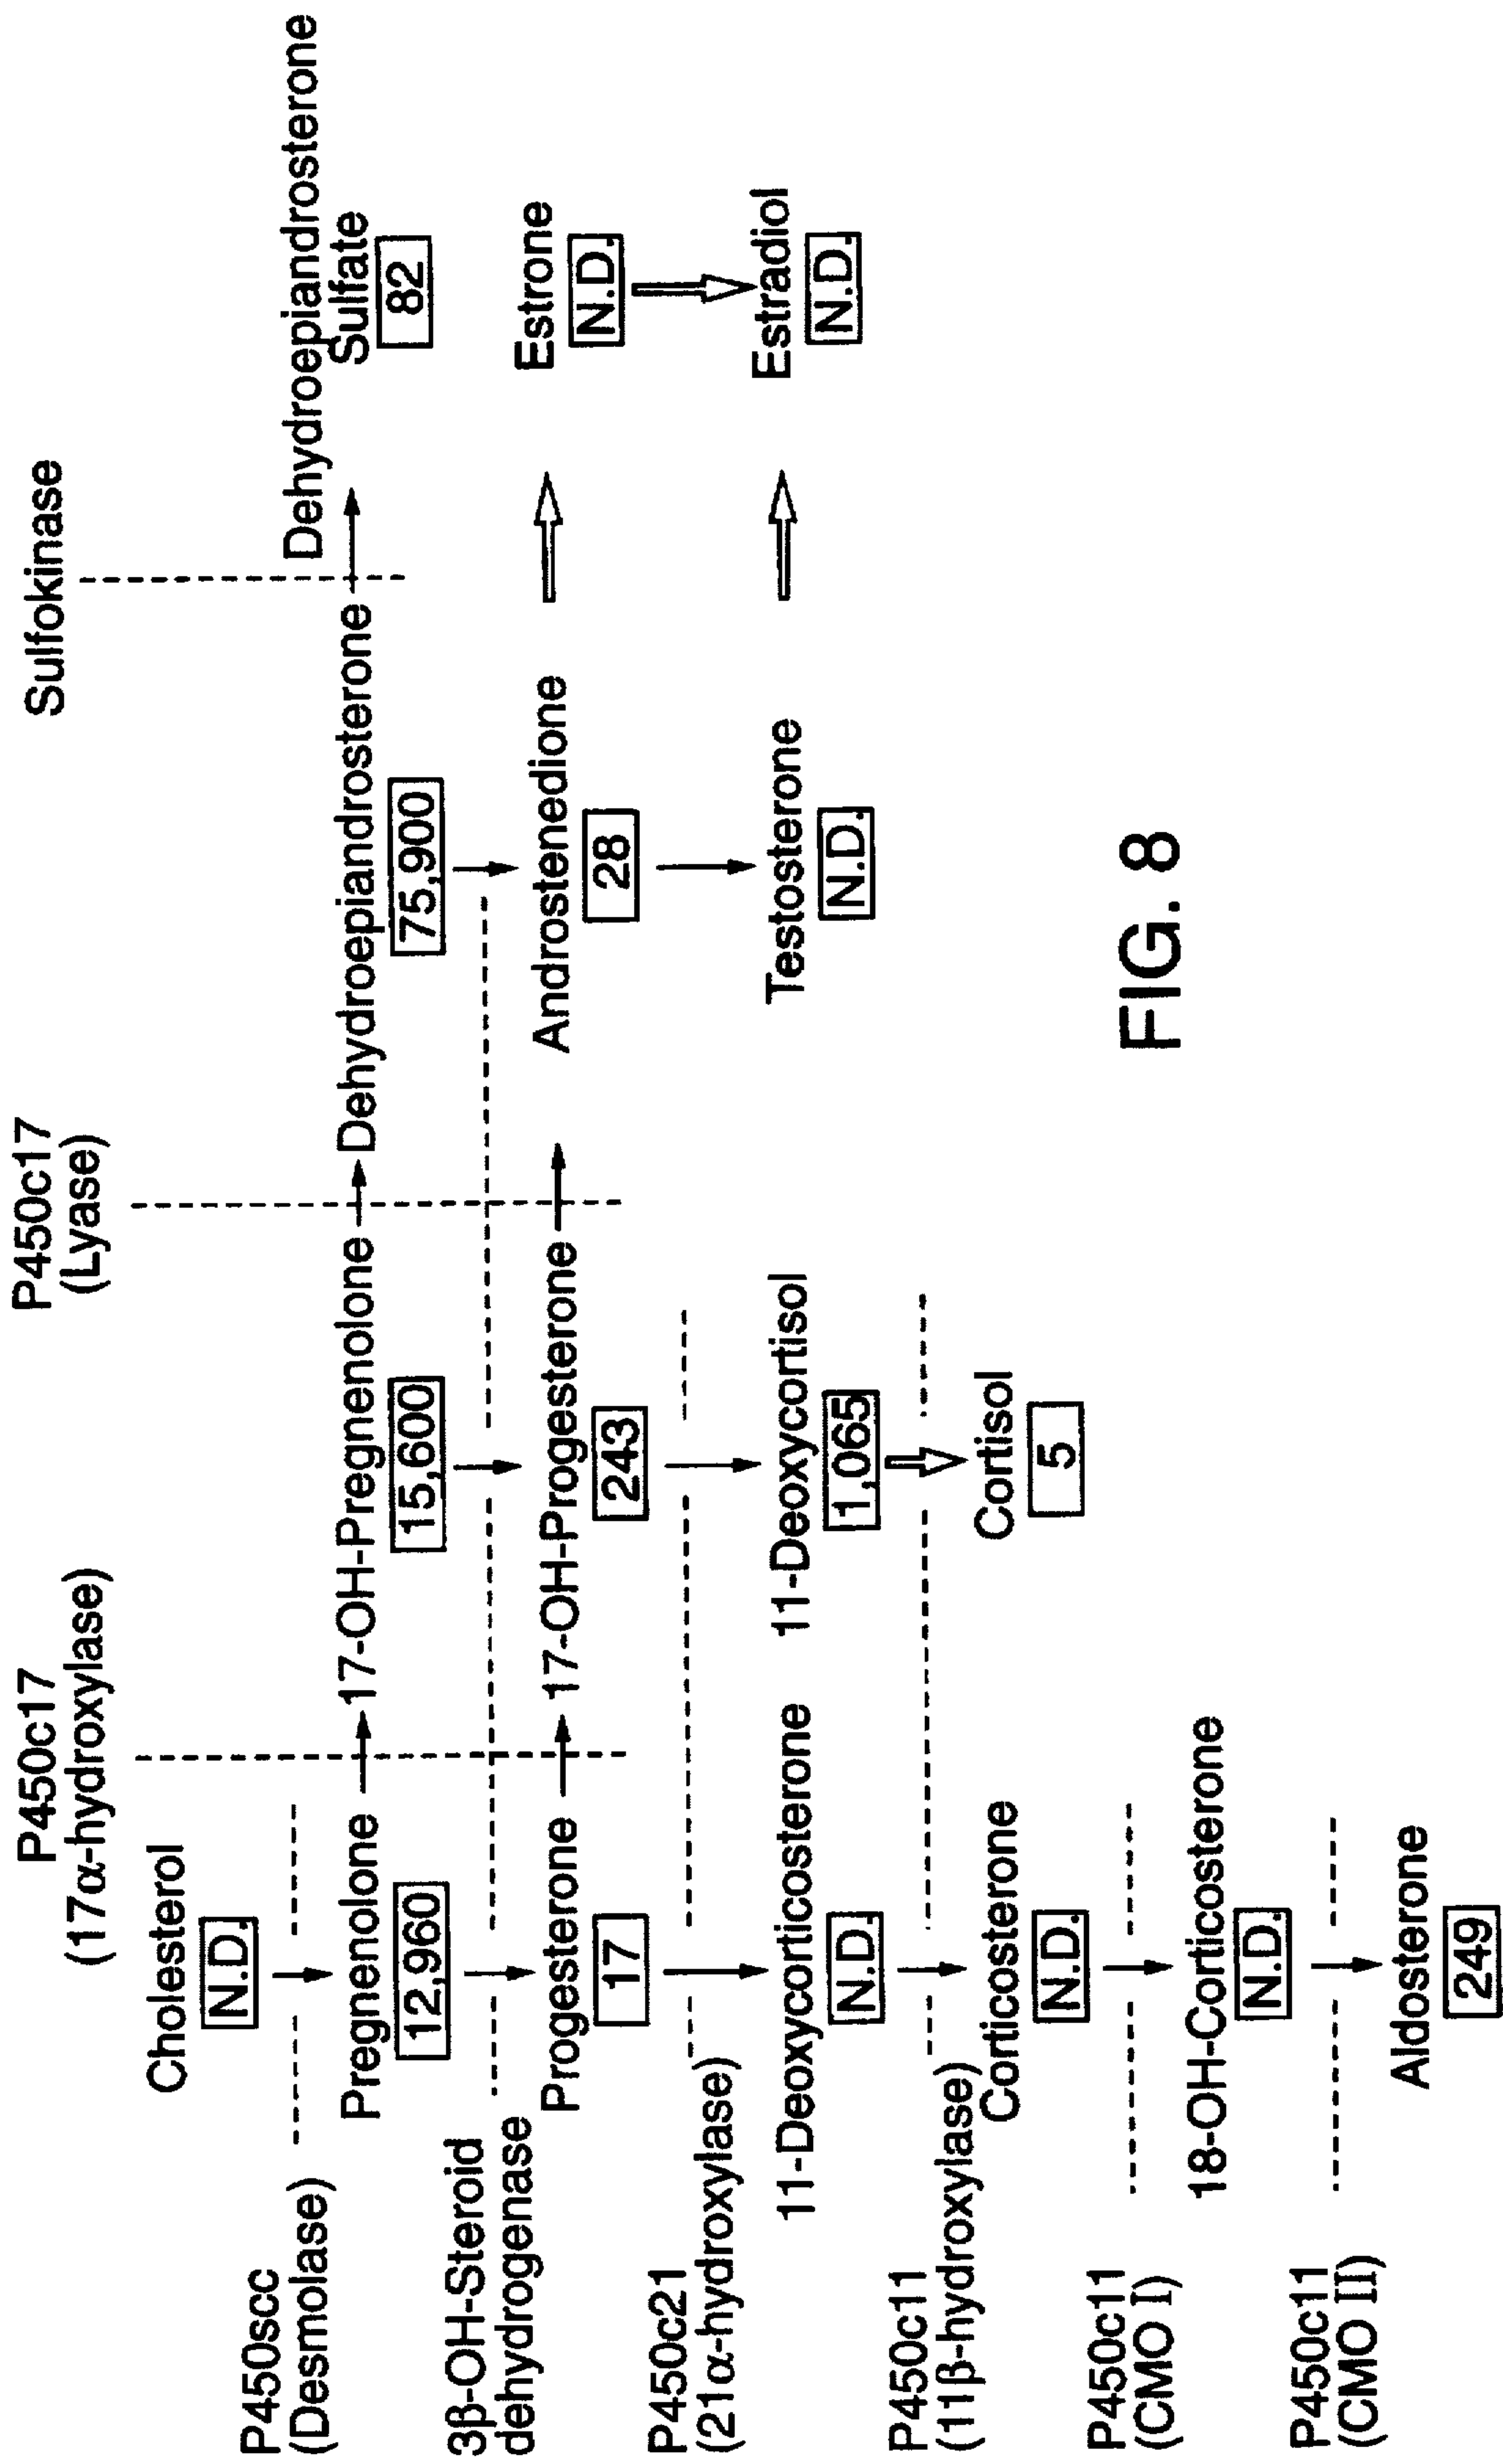 P450c17
(17α-hydroxylase)
P450c17
(Lyase)
Sulfokinase
Cholesterol
N.D.
P450scc
(Desmolase)
Pregnenolone
12,960
17-OH-Pregnenolone
15,600
Dehydroepiandrosterone
75,900
Dehydroepiandrosterone
Sulfate
82
3β-OH-Steroid
dehydrogenase
Progesterone
17
17-OH-Progesterone
243
Androstenedione
28
Estrone
N.D.
P450c21
(21α-hydroxylase)
11-Deoxycorticosterone
N.D.
11-Deoxycortisol
1,065
Testosterone
N.D.
Estradiol
N.D.
P450c11
(11β-hydroxylase)
Corticosterone
N.D.
Cortisol
5
P450c11
(CMO I)
18-OH-Corticosterone
N.D.
P450c11
(CMO II)
Aldosterone
249
FIG. 8